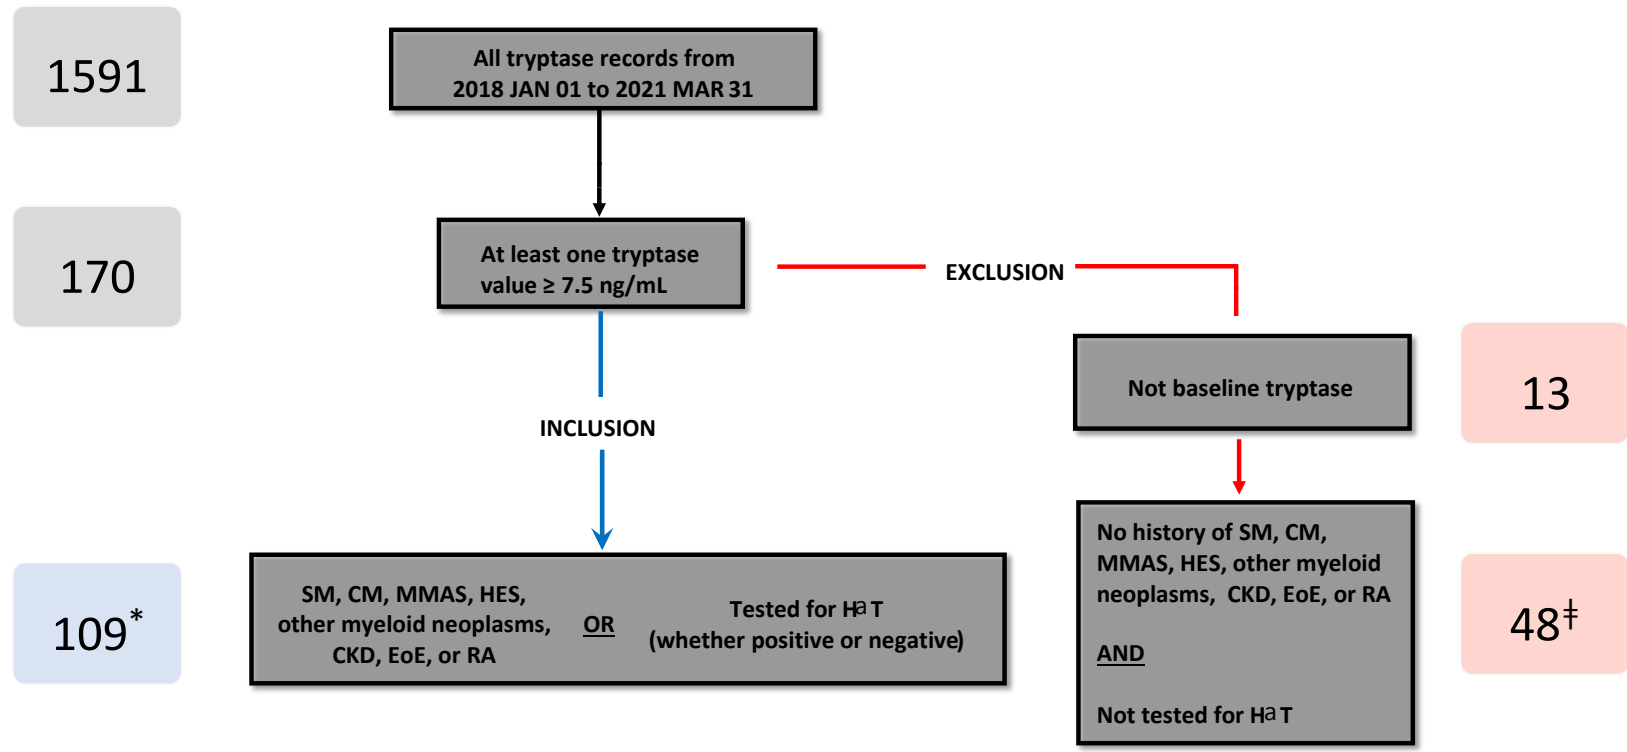 1591
All tryptase records from
2018 JAN 01 to 2021 MAR 31
170
At least one tryptase
value ≥ 7.5 ng/mL
EXCLUSION
Not baseline tryptase
13
INCLUSION
No history of SM, CM,
MMAS, HES, other myeloid
neoplasms, CKD, EoE, or RA
AND
Not tested for HaT
48ǂ
109*
SM, CM, MMAS, HES,
other myeloid neoplasms,
CKD, EoE, or RA
OR
Tested for HaT
(whether positive or negative)